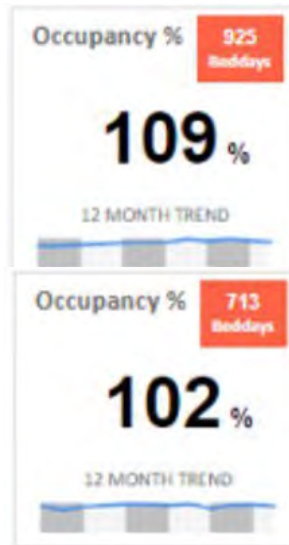 Occupancy % 925
Beddays
109 %
12 MONTH TREND
Occupancy % 713
Beddays
102 %
12 MONTH TREND